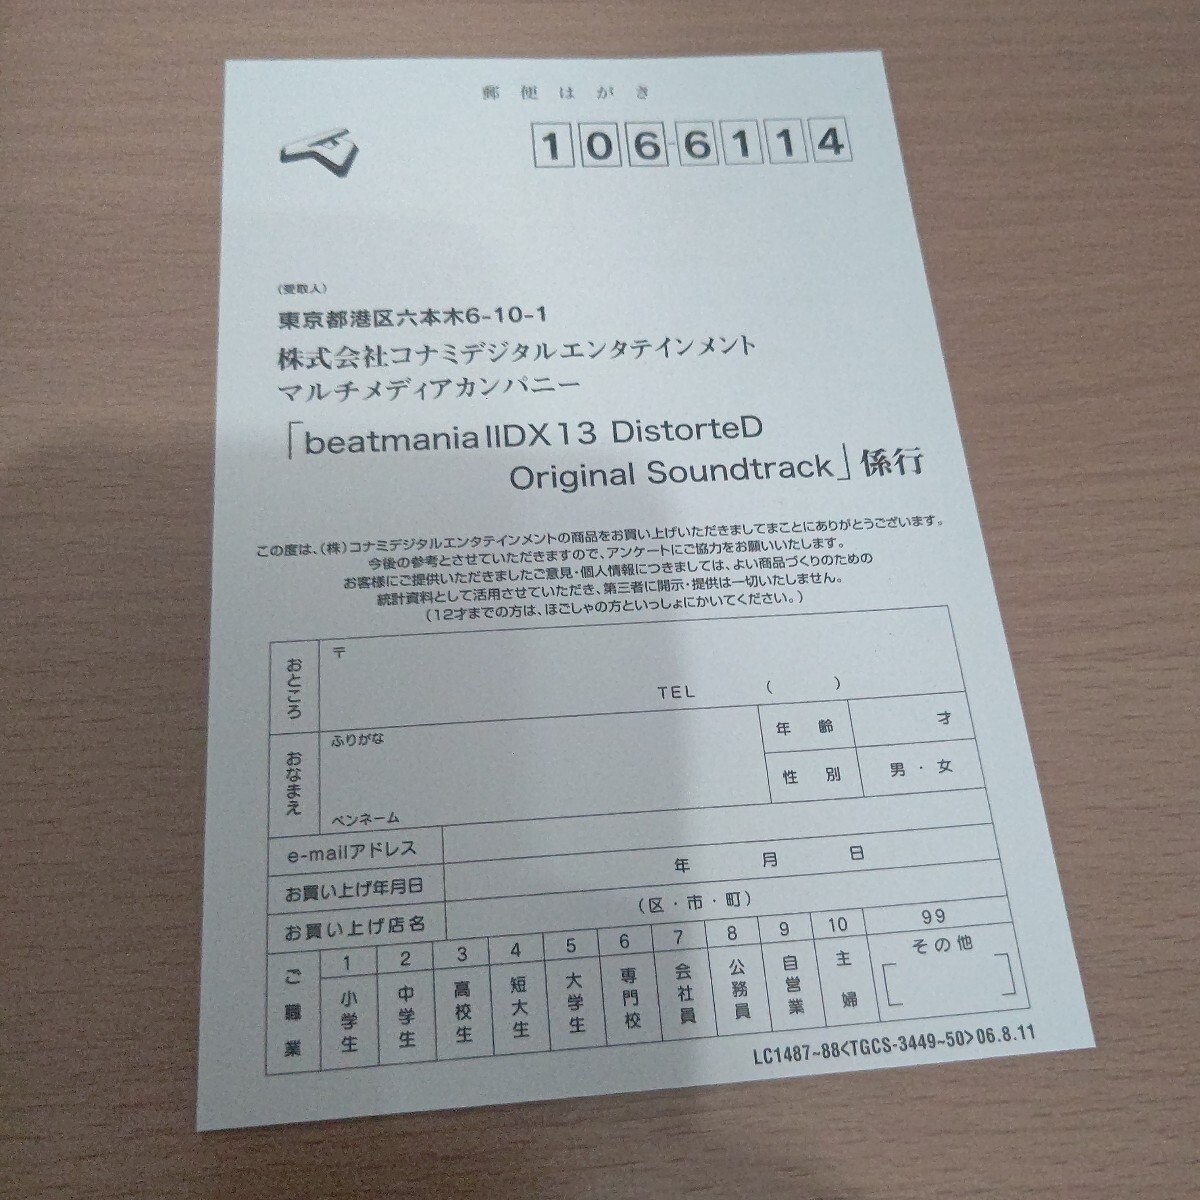 郵便はがき
106-6114
（受取人）
東京都港区六本木6-10-1
株式会社コナミデジタルエンタテインメント
マルチメディアカンパニー
「beatmania IIDX 13 DistorteD
Original Soundtrack」係行
この度は、（株）コナミデジタルエンタテインメントの商品をお買い上げいただきましてまことにありがとうございます。
今後の参考とさせていただきますので、アンケートにご協力をお願いいたします。
お客様にご提供いただきましたご意見・個人情報につきましては、よい商品づくりのための
統計資料として活用させていただき、第三者に開示・提供は一切いたしません。
（12才までの方は、ほごしゃの方といっしょにかいてください。）
おところ
〒
TEL （ ）
おなまえ
ふりがな
ペンネーム
年齢 才
性別 男・女
e-mailアドレス
お買い上げ年月日 年 月 日
お買い上げ店名 （区・市・町）
ご職業
1 小学生
2 中学生
3 高校生
4 短大生
5 大学生
6 専門校
7 会社員
8 公務員
9 自営業
10 主婦
99 その他
LC1487~88<TGCS-3449~50>06.8.11